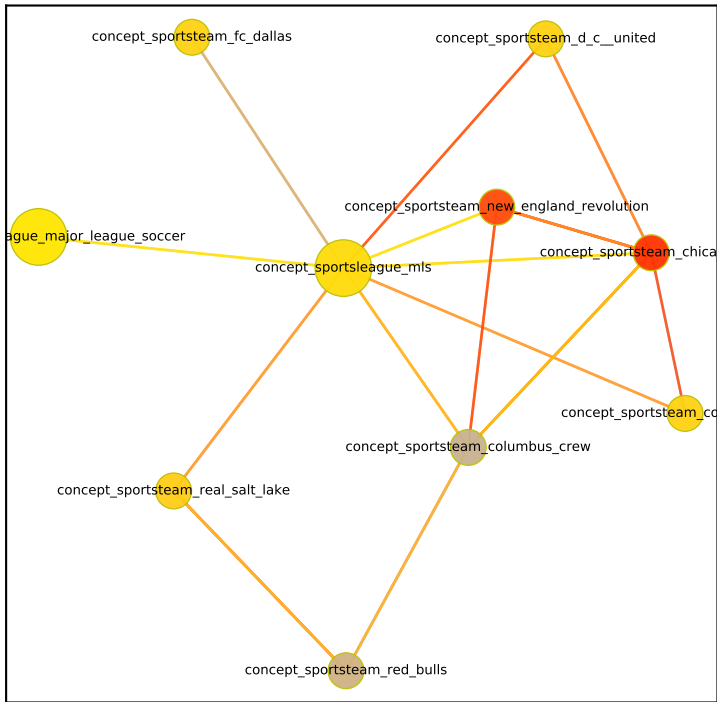 concept_sportsteam_fc_dallas
concept_sportsteam_d_c__united
concept_sportsteam_new_england_revolution
ague_major_league_soccer
concept_sportsteam_chica
concept_sportsleague_mls
concept_sportsteam_co
concept_sportsteam_columbus_crew
concept_sportsteam_real_salt_lake
concept_sportsteam_red_bulls